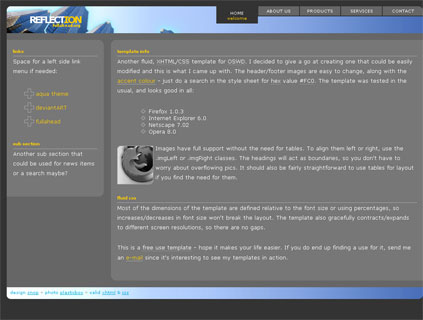 HOME
welcome
ABOUT US
PRODUCTS
SERVICES
CONTACT
REFLECTION
links
Space for a left side link
menu if needed:
aqua theme
deviantART
fullahead
sub section
Another sub section that
could be used for news items
or a search maybe?
template info
Another fluid, XHTML/CSS template for OSWD. I decided to give a go at creating one that could be easily
modified and this is what I came up with. The header/footer images are easy to change, along with the
accent colour - just do a search in the style sheet for hex value #FC0. The template was tested in the
usual, and looks good in all:
Firefox 1.0.3
Internet Explorer 6.0
Netscape 7.02
Opera 8.0
Images have full support without the need for tables. To align them left or right, use the
.imgLeft or .imgRight classes. The headings will act as boundaries, so you don't have to
worry about overflowing pics. It should also be fairly straightforward to use tables for layout
if you find the need for them.
fluid css
Most of the dimensions of the template are defined relative to the font size or using percentages, so
increases/decreases in font size won't break the layout. The template also gracefully contracts/expands
to different screen resolutions, so there are no gaps.
This is a free use template - hope it makes your life easier. If you do end up finding a use for it, send me
an e-mail since it's interesting to see my templates in action.